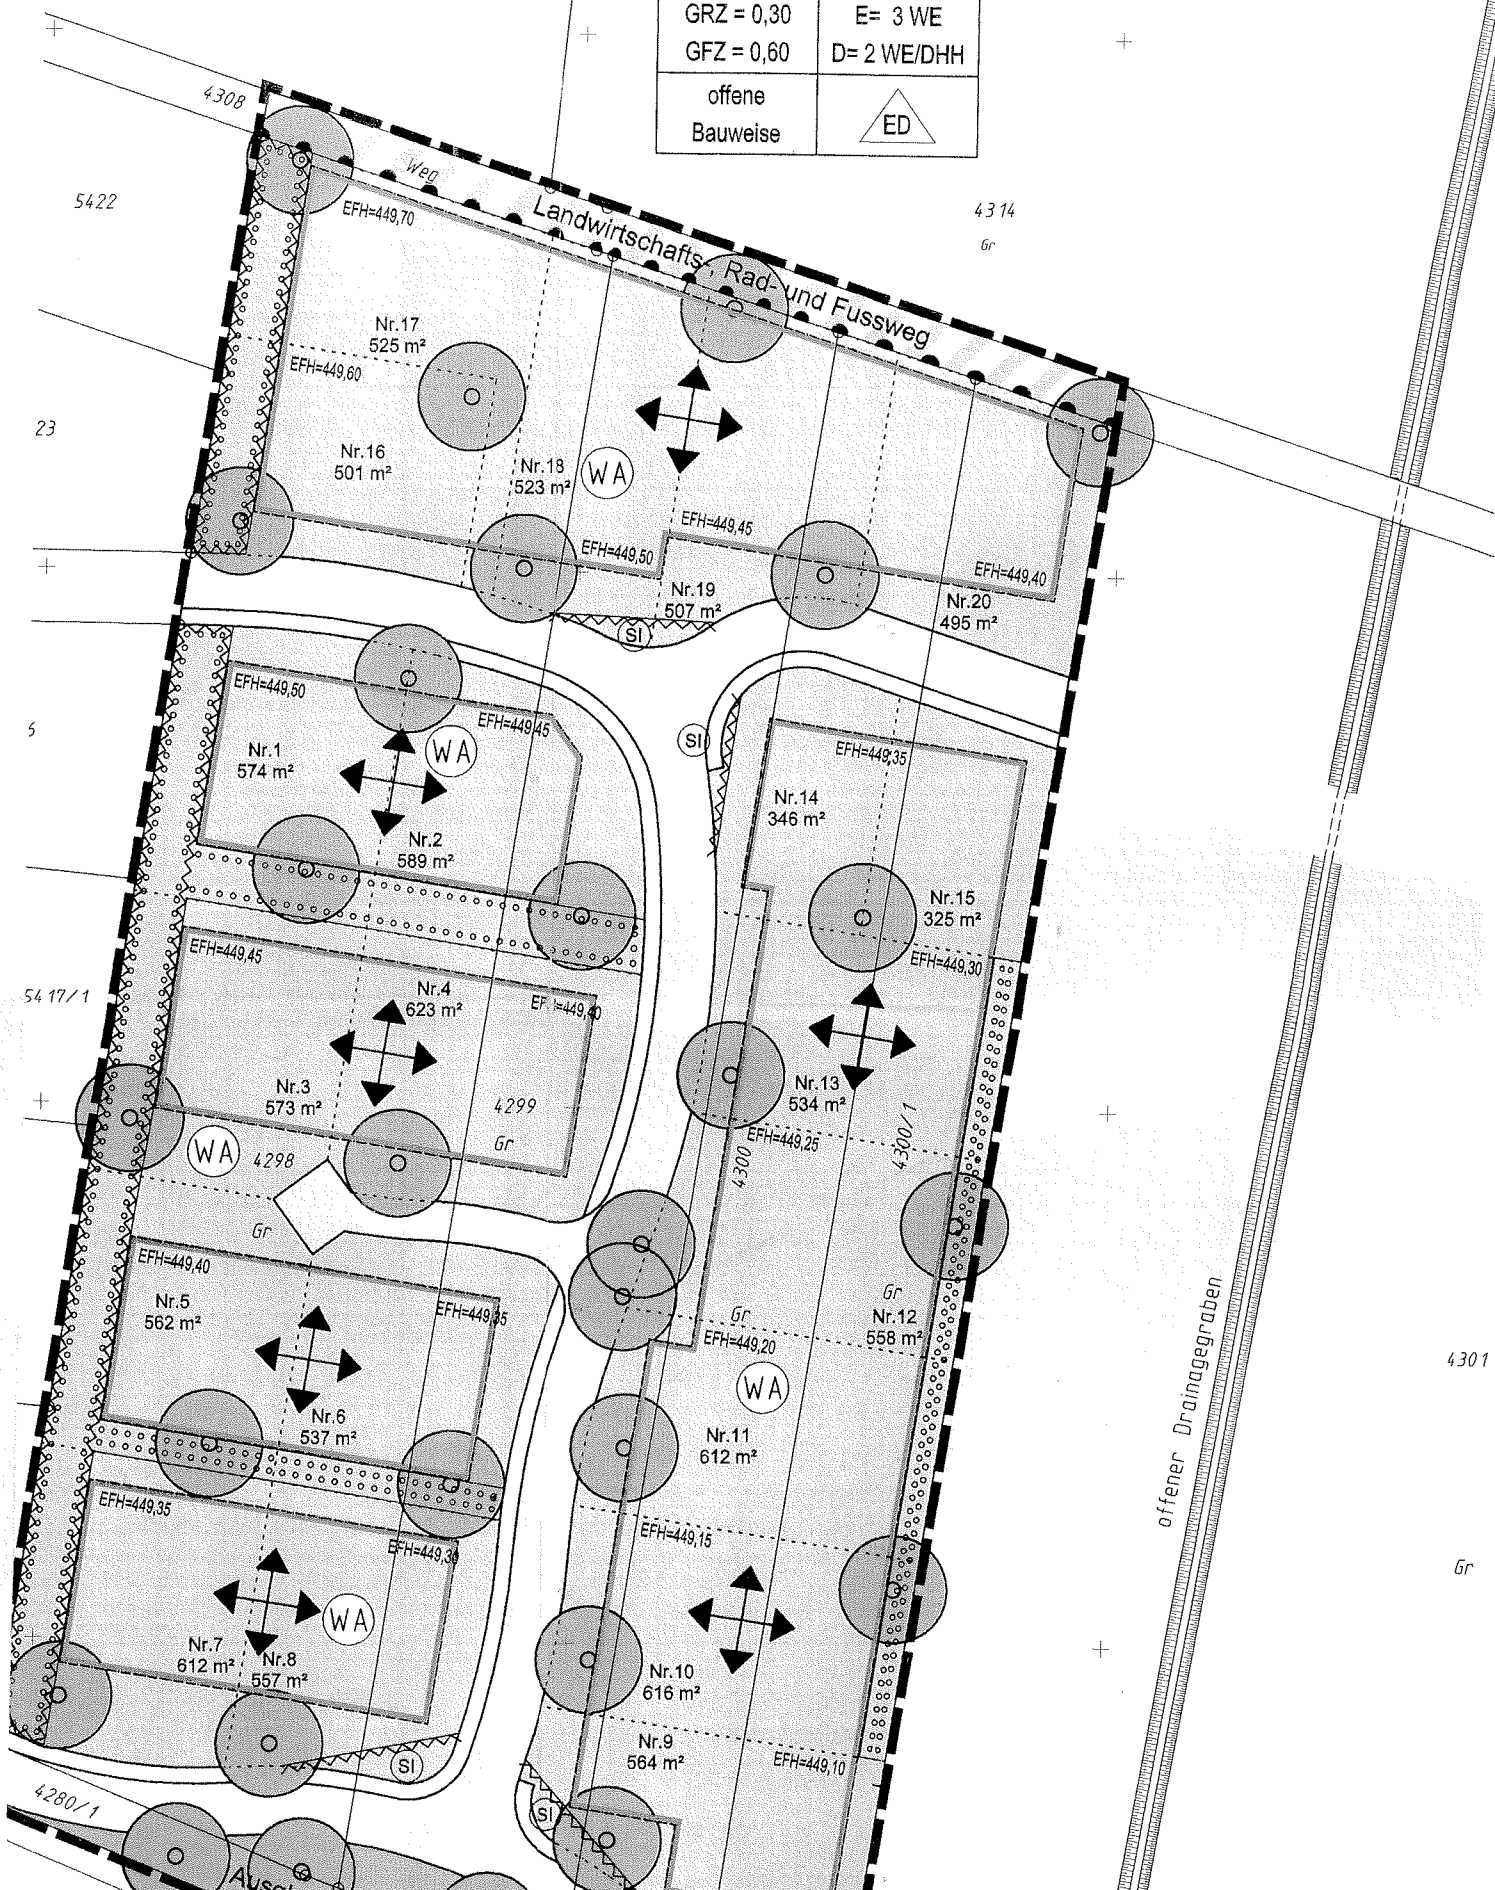 GRZ = 0,30
E= 3 WE
GFZ = 0,60
D= 2 WE/DHH
offene
Bauweise
ED
4308
Weg
5422
EFH=449,70
Landwirtschafts- Rad- und Fussweg
4314
Gr
Nr.17
525 m²
EFH=449,60
23
Nr.16
501 m²
Nr.18
523 m²
WA
EFH=449,45
EFH=449,50
EFH=449,40
Nr.19
507 m²
Nr.20
495 m²
SI
EFH=449,50
EFH=449,45
WA
SI
Nr.1
574 m²
EFH=449,35
Nr.14
346 m²
Nr.2
589 m²
Nr.15
325 m²
EFH=449,45
EFH=449,30
5417/1
Nr.4
623 m²
Nr.3
573 m²
4299
Gr
Nr.13
534 m²
EFH=449,25
4300
4300/1
WA
4298
Gr
EFH=449,40
EFH=449,35
Nr.5
562 m²
Gr
Gr
Nr.12
558 m²
EFH=449,20
WA
offener Drainagegraben
4301
Nr.6
537 m²
Nr.11
612 m²
EFH=449,35
EFH=449,30
EFH=449,15
Gr
WA
Nr.7
612 m²
Nr.8
557 m²
Nr.10
616 m²
Nr.9
564 m²
EFH=449,10
SI
SI
4280/1